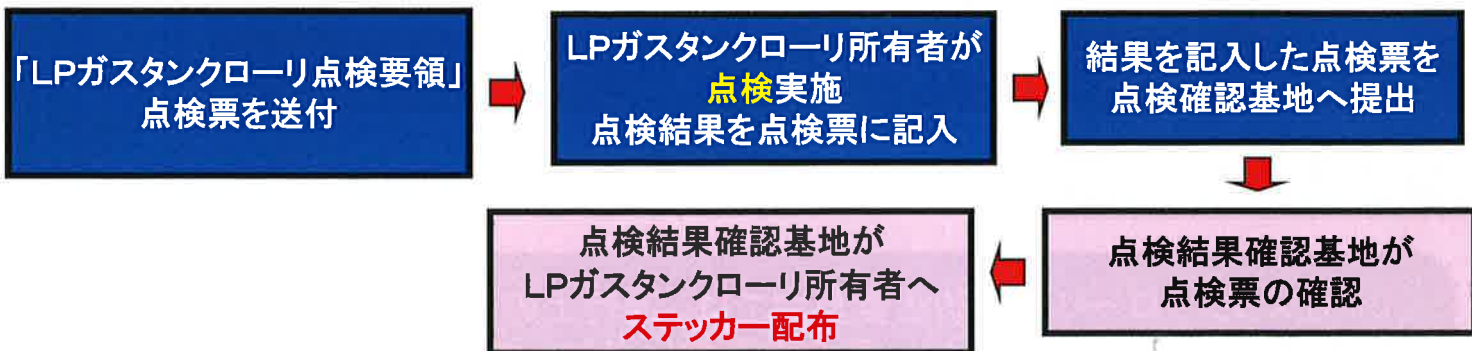 「LPガスタンクローリ点検要領」
点検票を送付
LPガスタンクローリ所有者が
点検実施
点検結果を点検票に記入
結果を記入した点検票を
点検確認基地へ提出
点検結果確認基地が
点検票の確認
点検結果確認基地が
LPガスタンクローリ所有者へ
ステッカー配布